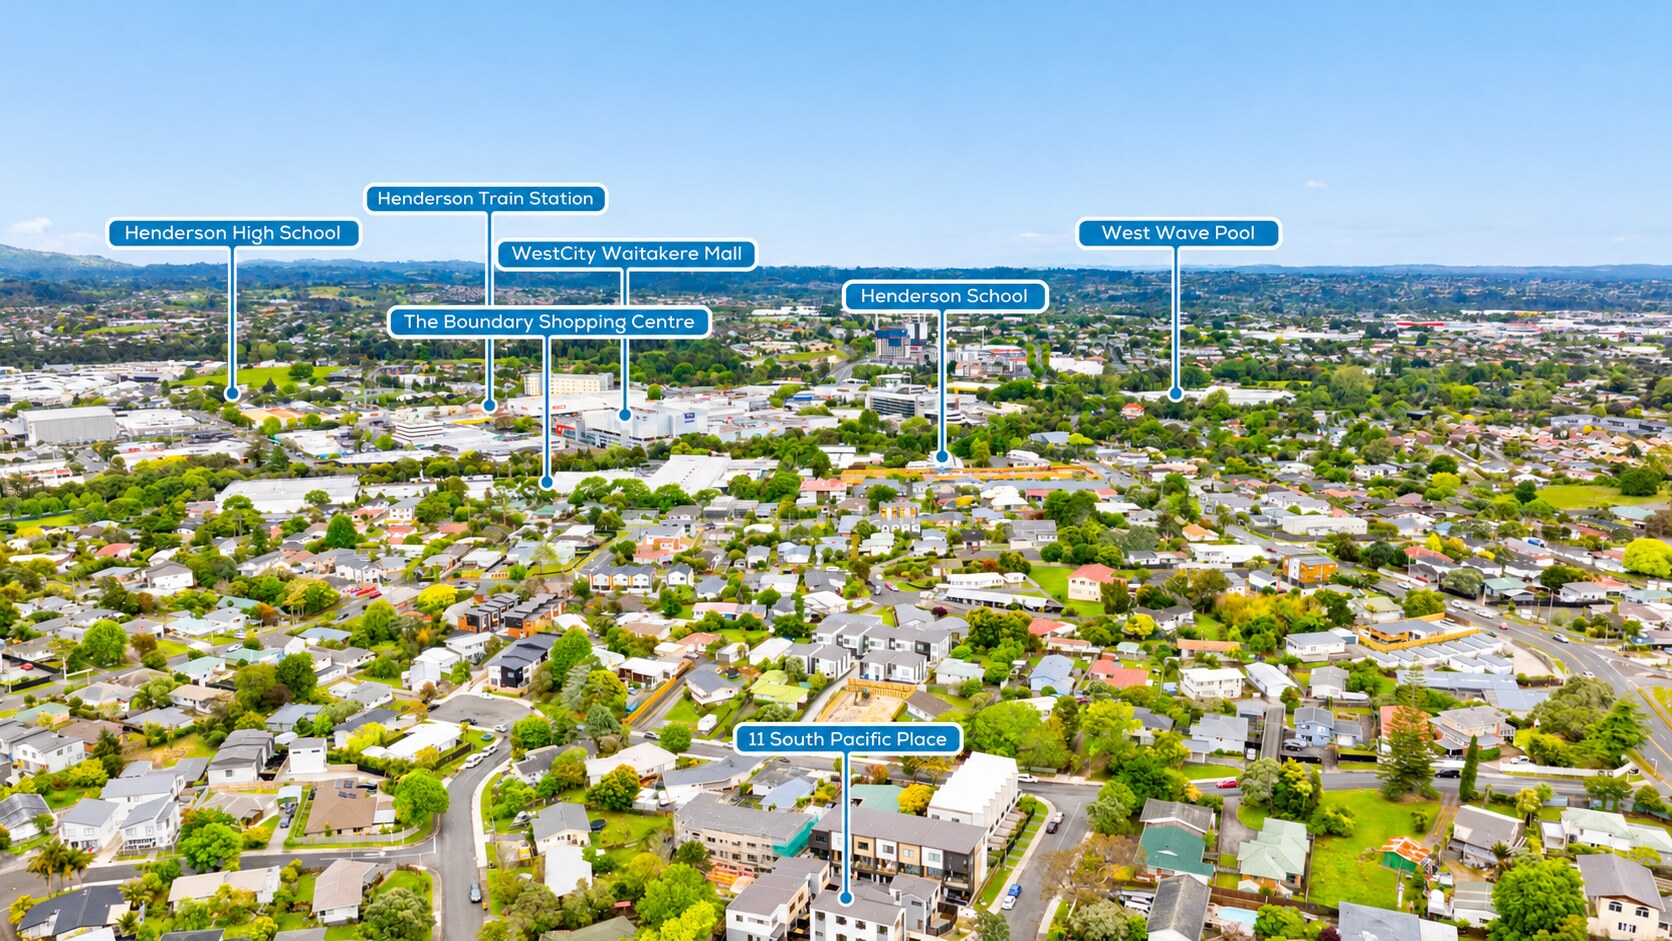 Henderson Train Station
Henderson High School
West Wave Pool
WestCity Waitakere Mall
Henderson School
The Boundary Shopping Centre
11 South Pacific Place